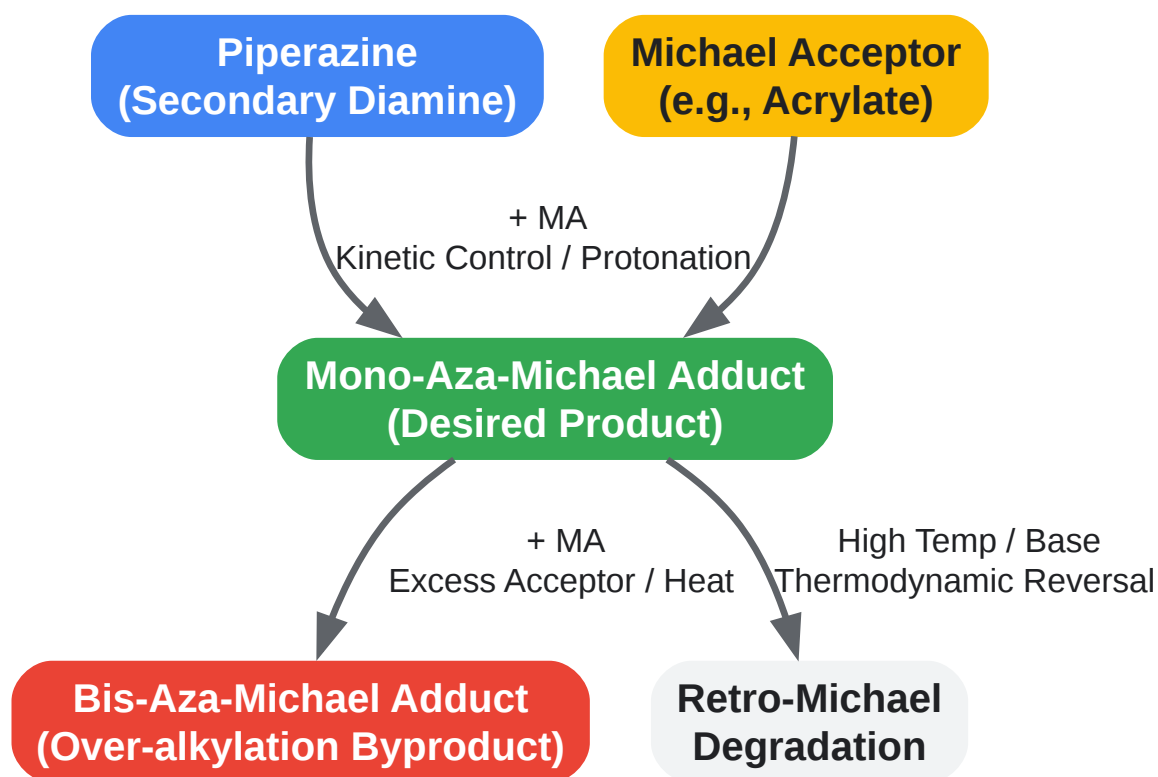 Piperazine
(Secondary Diamine)
Michael Acceptor
(e.g., Acrylate)
+ MA
Kinetic Control / Protonation
Mono-Aza-Michael Adduct
(Desired Product)
+ MA
Excess Acceptor / Heat
High Temp / Base
Thermodynamic Reversal
Bis-Aza-Michael Adduct
(Over-alkylation Byproduct)
Retro-Michael
Degradation